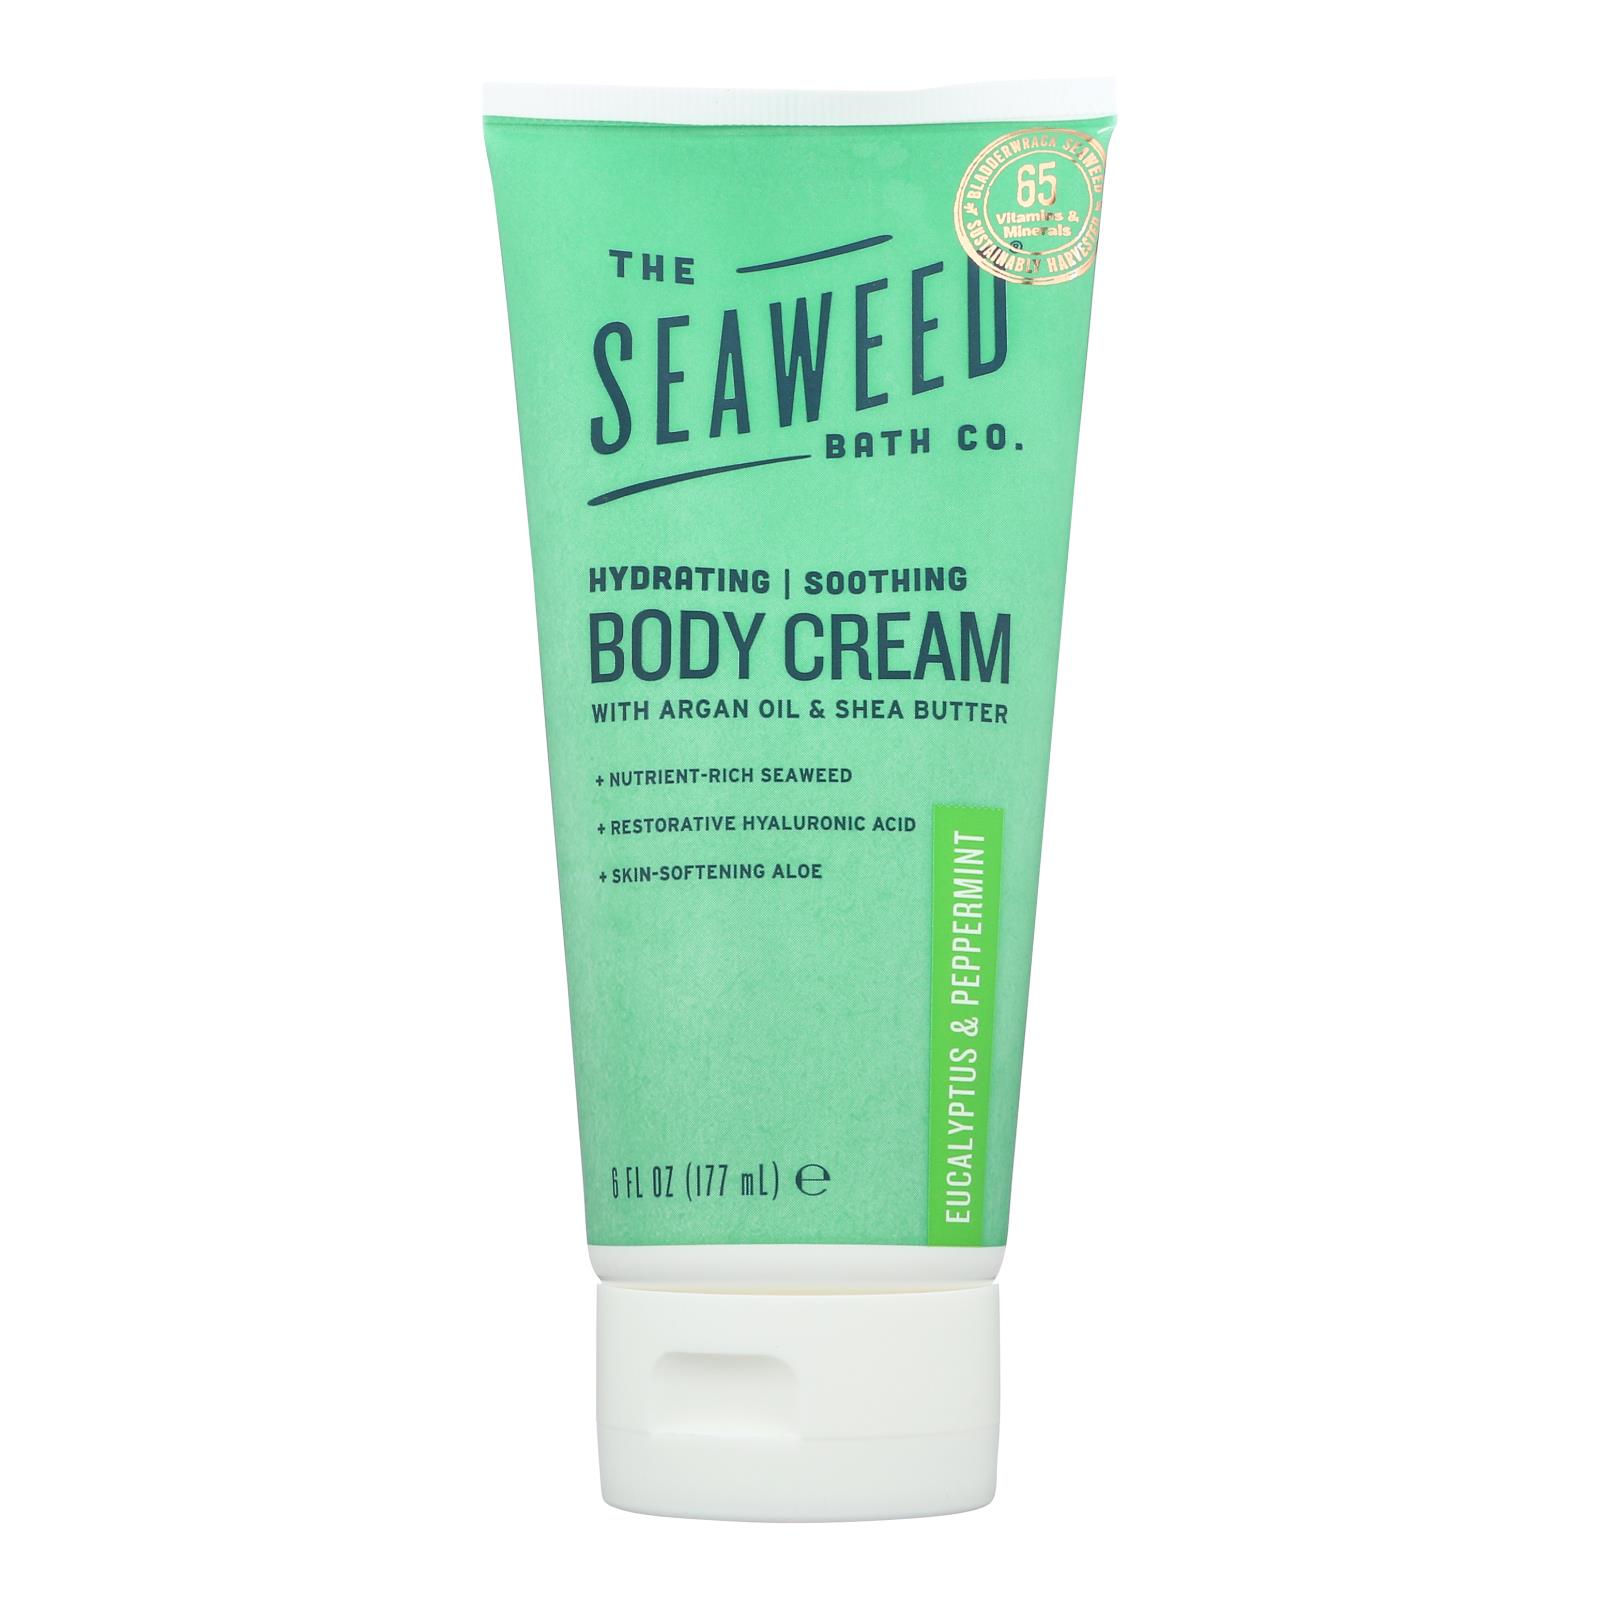 BLADDERWRACK SEAWEED
65
Vitamins &
Minerals
SUSTAINABLY HARVESTED
THE
SEAWEED®
BATH CO.
HYDRATING | SOOTHING
BODY CREAM
WITH ARGAN OIL & SHEA BUTTER
+ NUTRIENT-RICH SEAWEED
+ RESTORATIVE HYALURONIC ACID
+ SKIN-SOFTENING ALOE
EUCALYPTUS & PEPPERMINT
6 FL OZ (177 mL) ℮